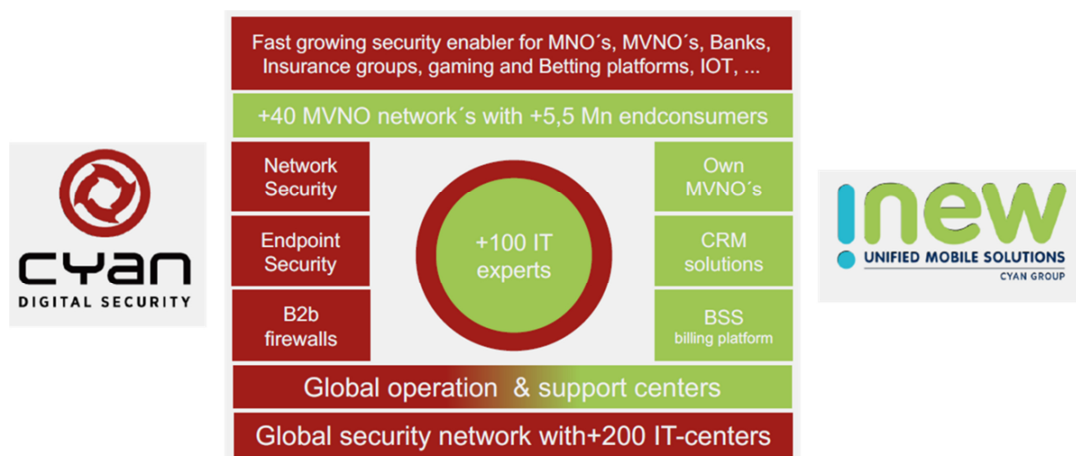 Fast growing security enabler for MNO´s, MVNO´s, Banks,
Insurance groups, gaming and Betting platforms, IOT, ...
+40 MVNO network´s with +5,5 Mn endconsumers
CYAN
DIGITAL SECURITY
Network
Security
Endpoint
Security
B2b
firewalls
+100 IT
experts
Own
MVNO´s
CRM
solutions
BSS
billing platform
new
UNIFIED MOBILE SOLUTIONS
CYAN GROUP
Global operation & support centers
Global security network with+200 IT-centers